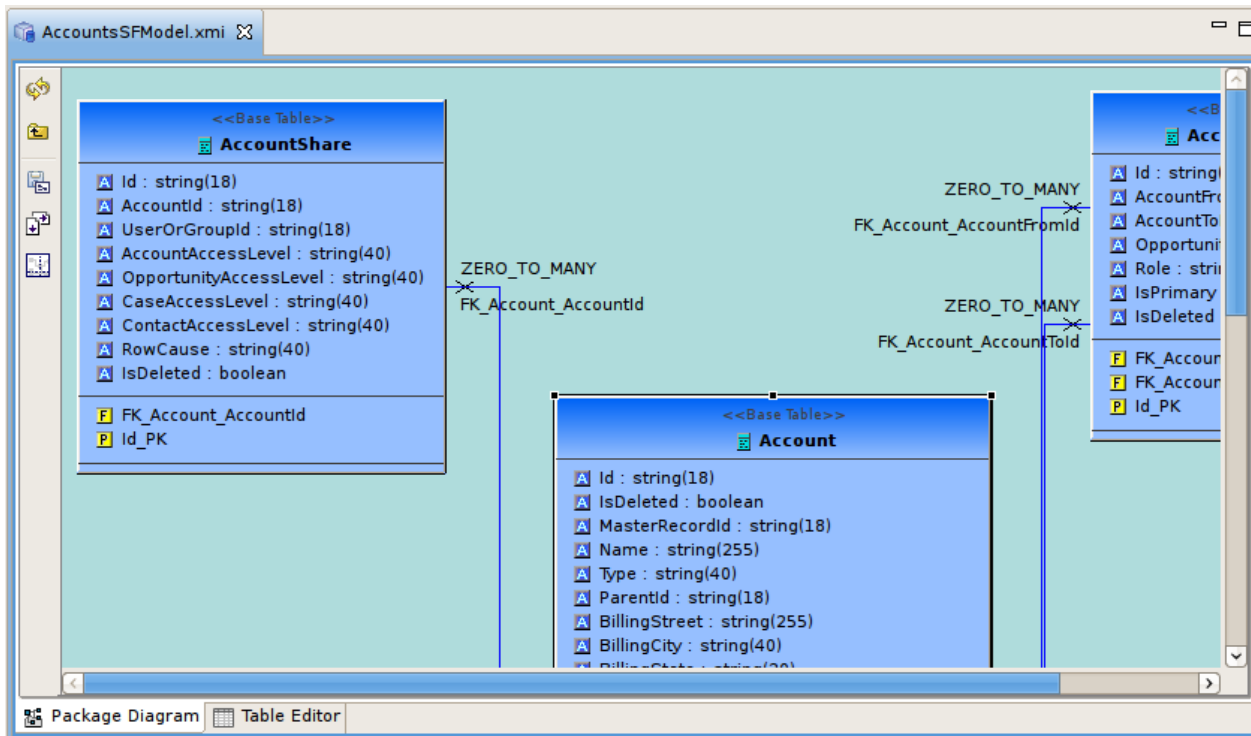 AccountsSFModel.xmi
<<Base Table>>
AccountShare
Id : string(18)
AccountId : string(18)
UserOrGroupId : string(18)
AccountAccessLevel : string(40)
OpportunityAccessLevel : string(40)
CaseAccessLevel : string(40)
ContactAccessLevel : string(40)
RowCause : string(40)
IsDeleted : boolean
F FK_Account_AccountId
P Id_PK
ZERO_TO_MANY
FK_Account_AccountId
ZERO_TO_MANY
FK_Account_AccountFromId
ZERO_TO_MANY
FK_Account_AccountToId
<<Base Table>>
Account
Id : string(18)
IsDeleted : boolean
MasterRecordId : string(18)
Name : string(255)
Type : string(40)
ParentId : string(18)
BillingStreet : string(255)
BillingCity : string(40)
<<B
Acc
Id : string(
AccountFro
AccountTo
Opportuni
Role : stri
IsPrimary
IsDeleted
F FK_Accour
F FK_Accour
P Id_PK
Package Diagram
Table Editor